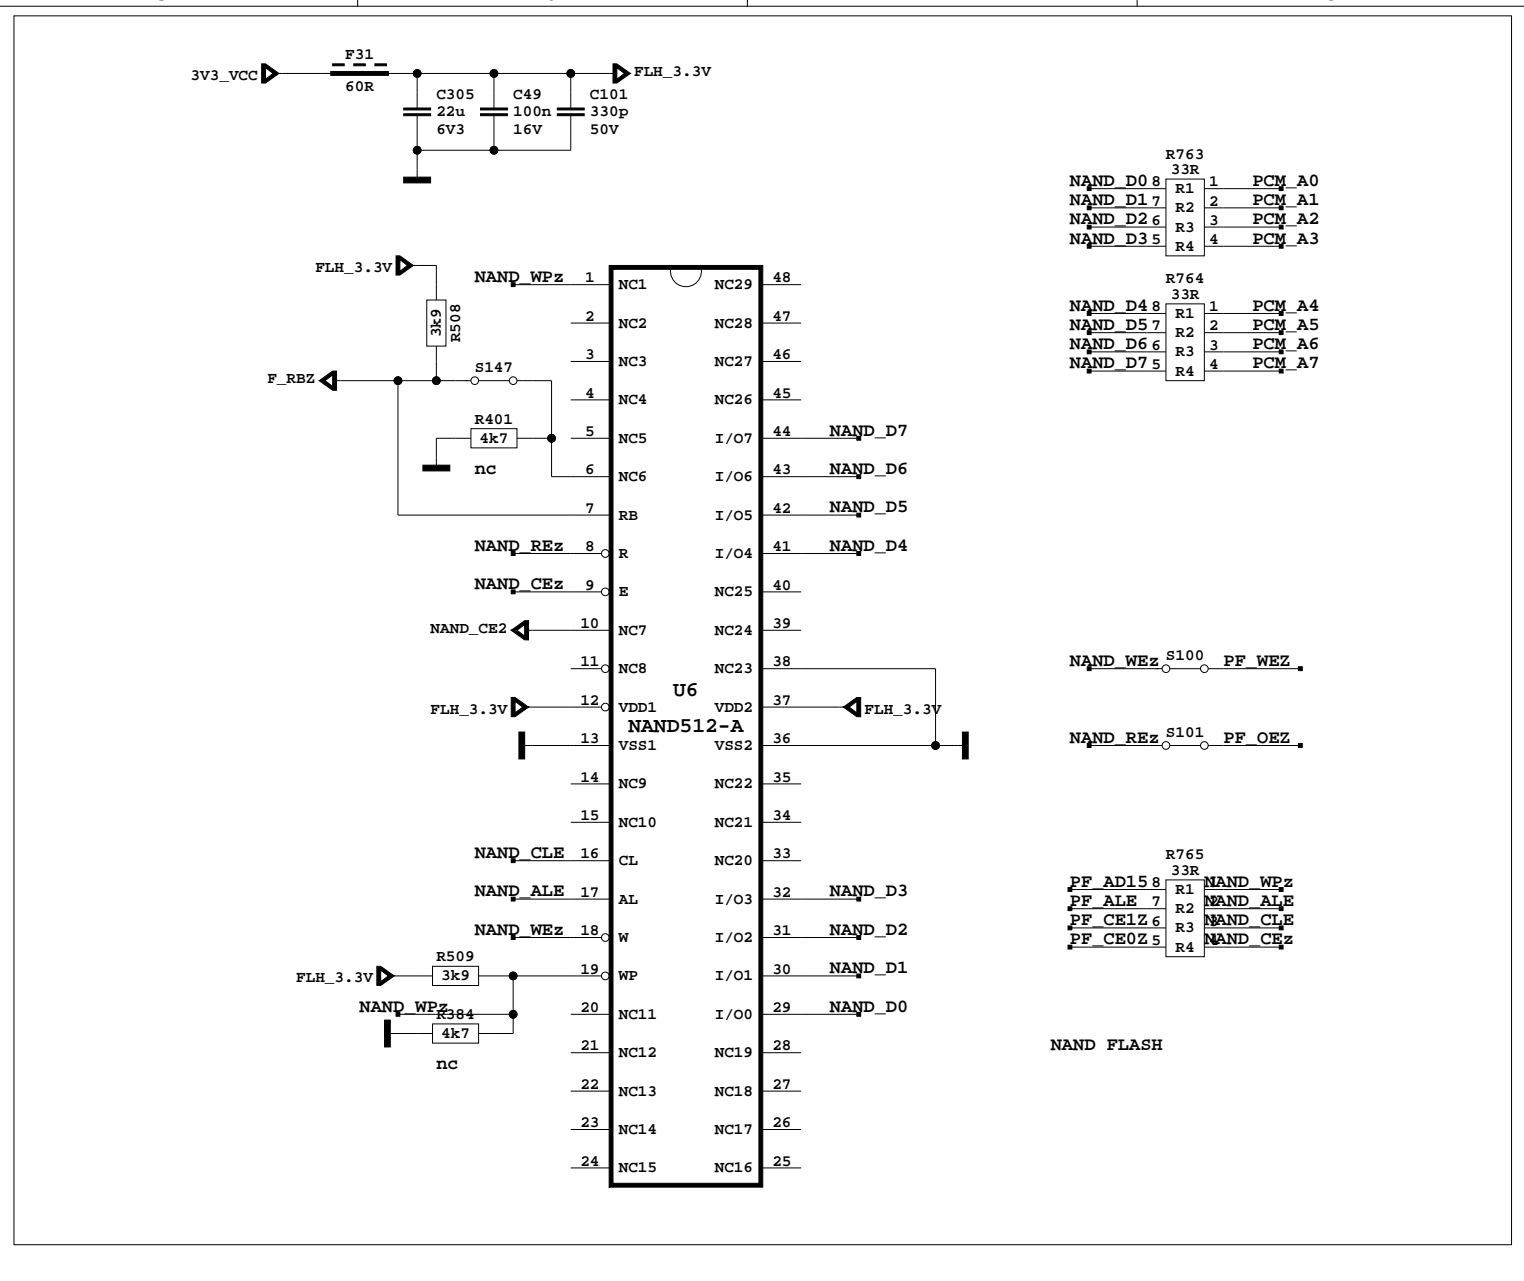 F31
3V3_VCC
60R
FLH_3.3V
C305
22u
6V3
C49
100n
16V
C101
330p
50V
R763
33R
NAND_D0 8 R1 1 PCM_A0
NAND_D1 7 R2 2 PCM_A1
NAND_D2 6 R3 3 PCM_A2
NAND_D3 5 R4 4 PCM_A3
R764
33R
NAND_D4 8 R1 1 PCM_A4
NAND_D5 7 R2 2 PCM_A5
NAND_D6 6 R3 3 PCM_A6
NAND_D7 5 R4 4 PCM_A7
FLH_3.3V
3k9
R508
F_RBZ
S147
R401
4k7
nc
NAND_WPz 1 NC1
2 NC2
3 NC3
4 NC4
5 NC5
6 NC6
7 RB
NAND_REz 8 R
NAND_CEz 9 E
NAND_CE2 10 NC7
11 NC8
FLH_3.3V 12 VDD1
13 VSS1
14 NC9
15 NC10
NAND_CLE 16 CL
NAND_ALE 17 AL
NAND_WEz 18 W
R509
FLH_3.3V 3k9 19 WP
NAND_WPz 20 NC11
R384
4k7
nc
21 NC12
22 NC13
23 NC14
24 NC15
U6
NAND512-A
NC29 48
NC28 47
NC27 46
NC26 45
I/O7 44 NAND_D7
I/O6 43 NAND_D6
I/O5 42 NAND_D5
I/O4 41 NAND_D4
NC25 40
NC24 39
NC23 38
VDD2 37 FLH_3.3V
VSS2 36
NC22 35
NC21 34
NC20 33
I/O3 32 NAND_D3
I/O2 31 NAND_D2
I/O1 30 NAND_D1
I/O0 29 NAND_D0
NC19 28
NC18 27
NC17 26
NC16 25
NAND_WEz S100 PF_WEZ
NAND_REz S101 PF_OEZ
R765
33R
PF_AD15 8 R1 1 NAND_WPz
PF_ALE 7 R2 2 NAND_ALE
PF_CE1Z 6 R3 3 NAND_CLE
PF_CE0Z 5 R4 4 NAND_CEz
NAND FLASH